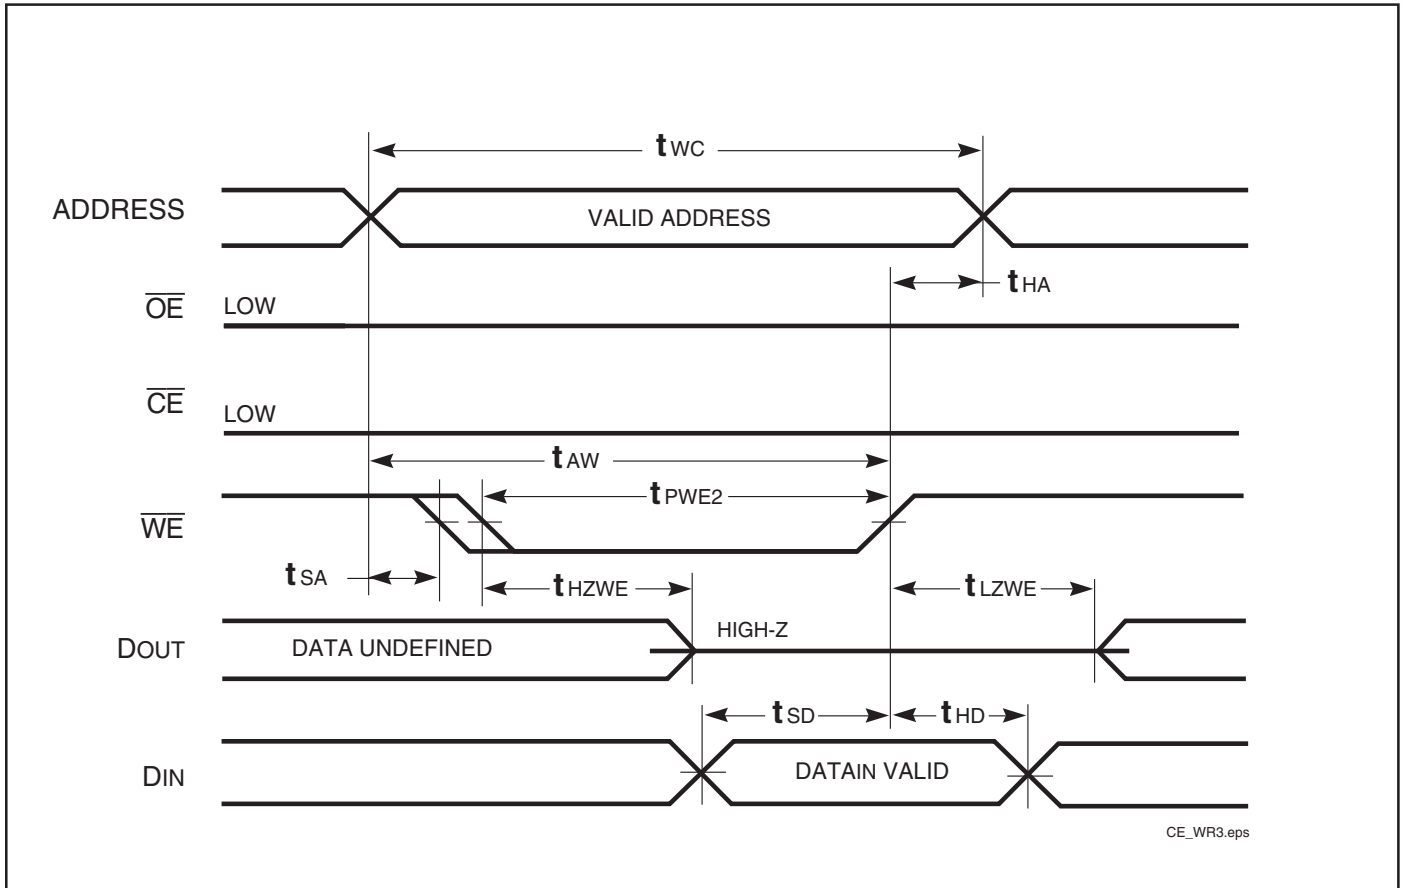 tWC
ADDRESS
VALID ADDRESS
tHA
OE
LOW
CE
LOW
tAW
tPWE2
WE
tSA
tHZWE
tLZWE
DOUT
DATA UNDEFINED
HIGH-Z
tSD
tHD
DIN
DATAIN VALID
CE_WR3.eps